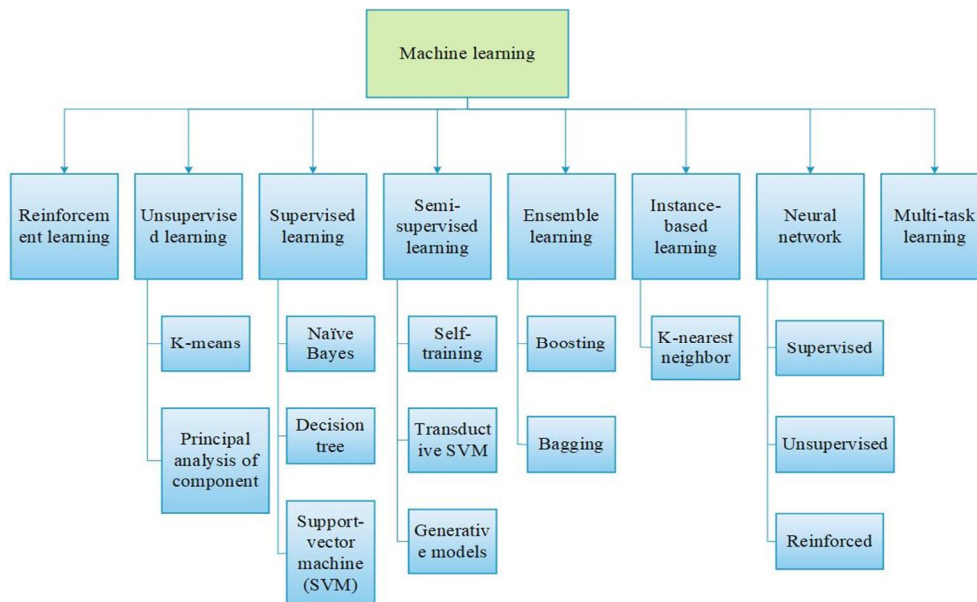 Machine learning
Reinforcem
ent learning
Unsupervise
d learning
Supervised
learning
Semi-
supervised
learning
Ensemble
learning
Instance-
based
learning
Neural
network
Multi-task
learning
K-means
Principal
analysis of
component
Naïve
Bayes
Decision
tree
Support-
vector
machine
(SVM)
Self-
training
Transduct
ive SVM
Generativ
e models
Boosting
Bagging
K-nearest
neighbor
Supervised
Unsupervised
Reinforced